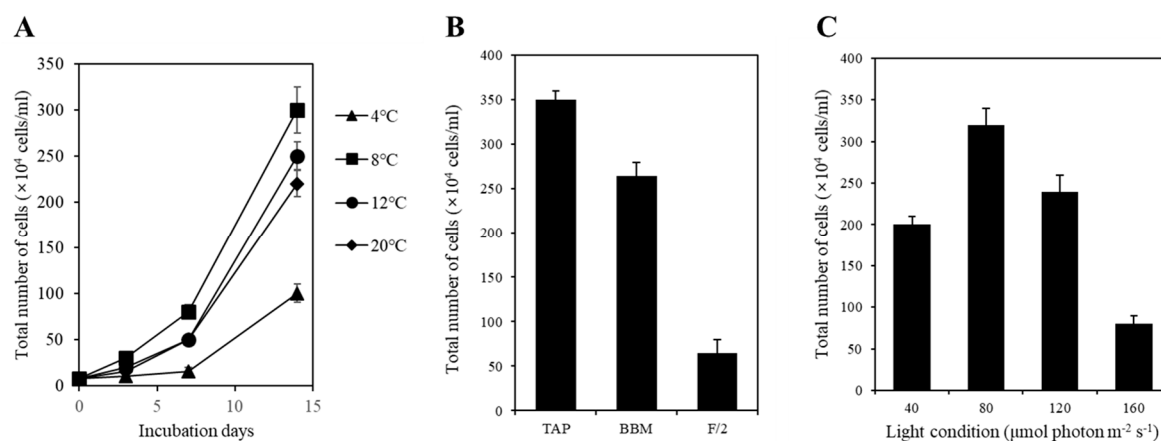 A
Total number of cells (×10⁴ cells/ml)
350
300
250
200
150
100
50
0
0 5 10 15
Incubation days
4°C
8°C
12°C
20°C
B
Total number of cells (×10⁴ cells/ml)
400
350
300
250
200
150
100
50
0
TAP BBM F/2
C
Total number of cells (×10⁴ cells/ml)
400
350
300
250
200
150
100
50
0
40 80 120 160
Light condition (μmol photon m⁻² s⁻¹)